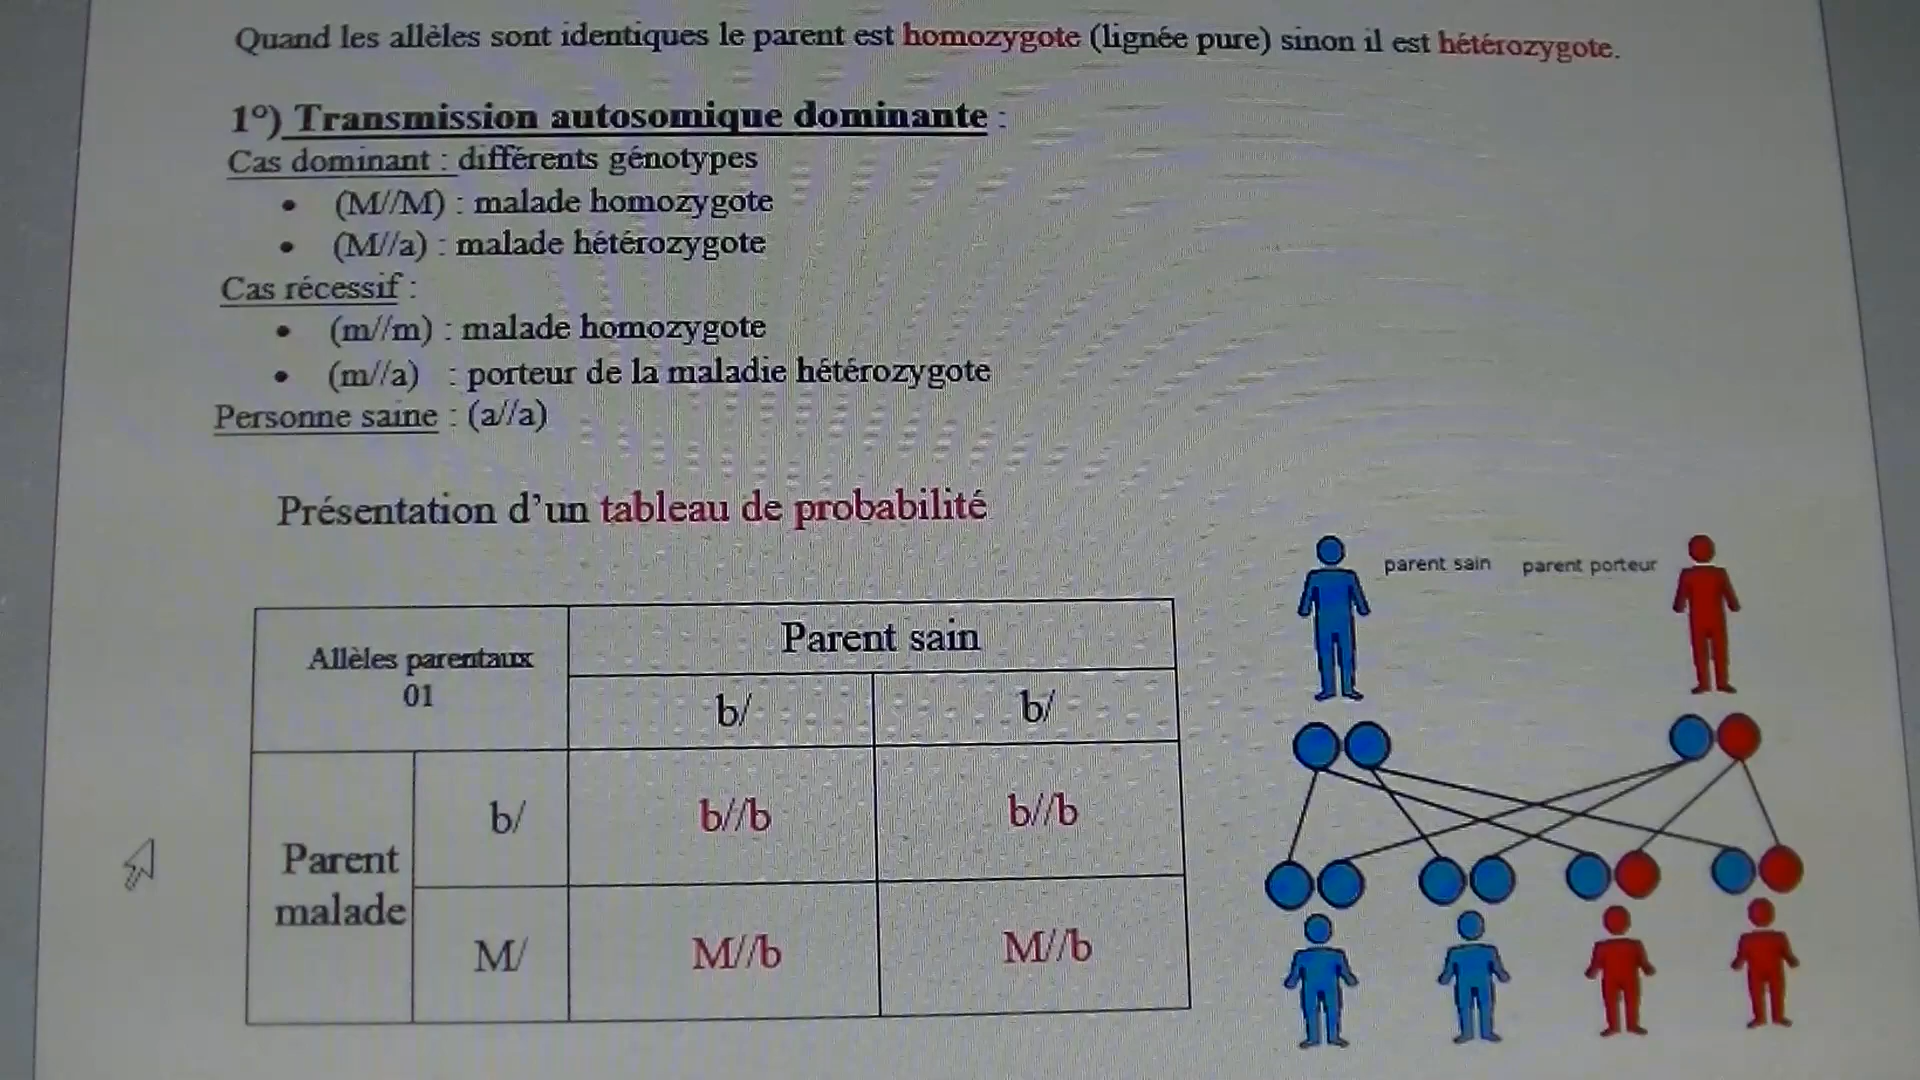 Quand les allèles sont identiques le parent est homozygote (lignée pure) sinon il est hétérozygote.
1°) Transmission autosomique dominante :
Cas dominant : différents génotypes
• (M//M) : malade homozygote
• (M//a) : malade hétérozygote
Cas récessif :
• (m//m) : malade homozygote
• (m//a) : porteur de la maladie hétérozygote
Personne saine : (a//a)
Présentation d'un tableau de probabilité
parent sain parent porteur
Allèles parentaux
01
Parent sain
b/ b/
Parent
malade
b/ b//b b//b
M/ M//b M//b